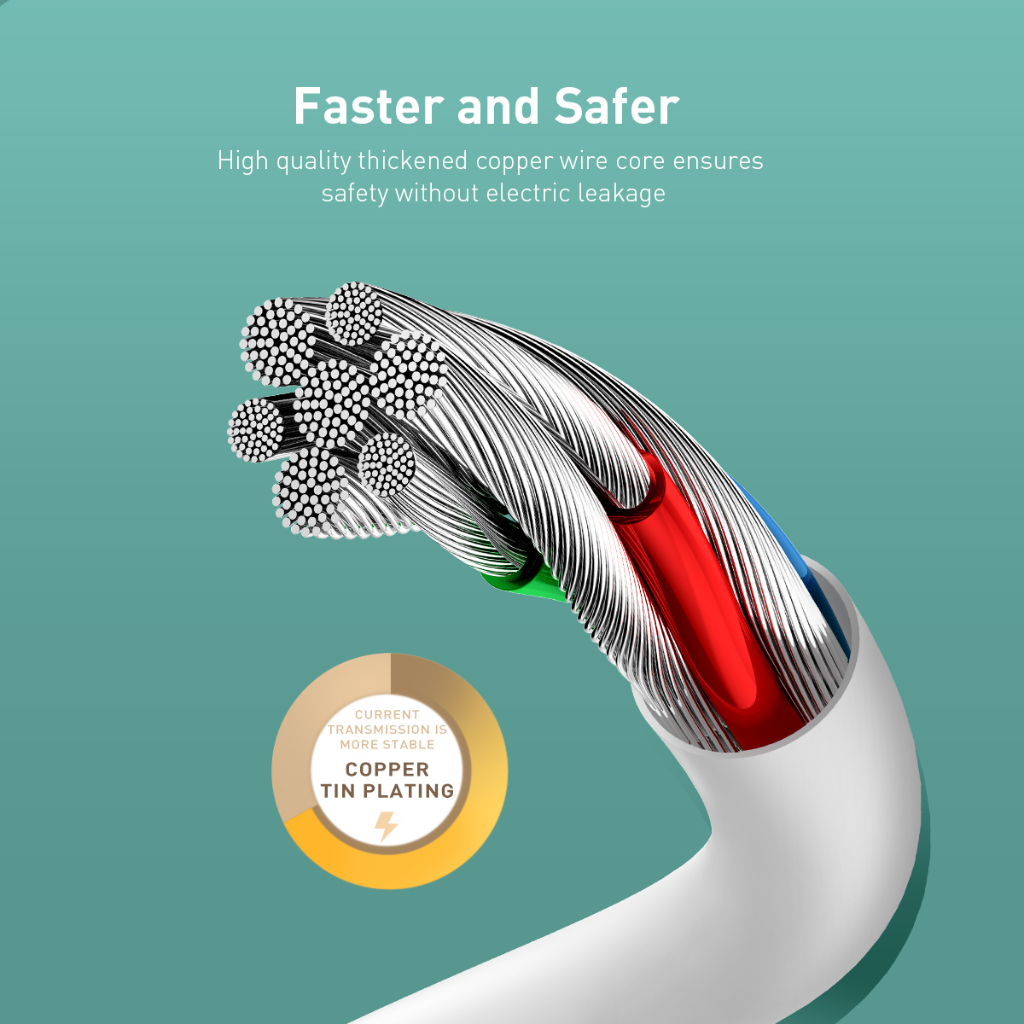 Faster and Safer
High quality thickened copper wire core ensures
safety without electric leakage
CURRENT
TRANSMISSION IS
MORE STABLE
COPPER
TIN PLATING